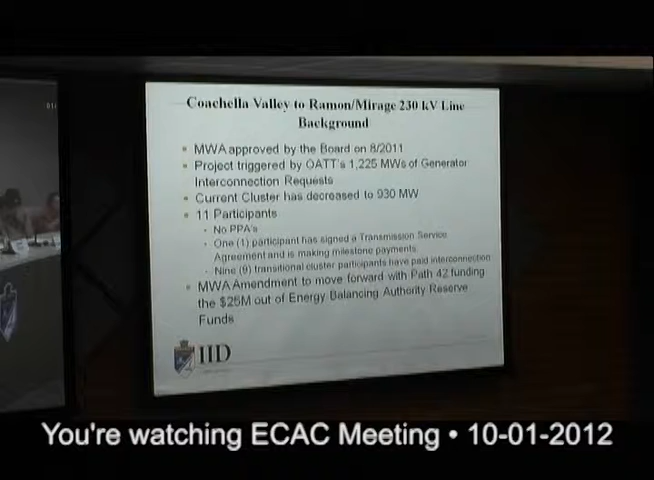 Coachella Valley to Ramon/Mirage 230 kV Line
Background
• MWA approved by the Board on 8/2011
• Project triggered by OATT's 1,225 MWs of Generator
Interconnection Requests
• Current Cluster has decreased to 930 MW
• 11 Participants
• No PPA's
• One (1) participant has signed a Transmission Service
Agreement and is making milestone payments
• Nine (9) transitional cluster participants have paid interconnection
• MWA Amendment to move forward with Path 42 funding
the $25M out of Energy Balancing Authority Reserve
Funds
IID
You're watching ECAC Meeting • 10-01-2012